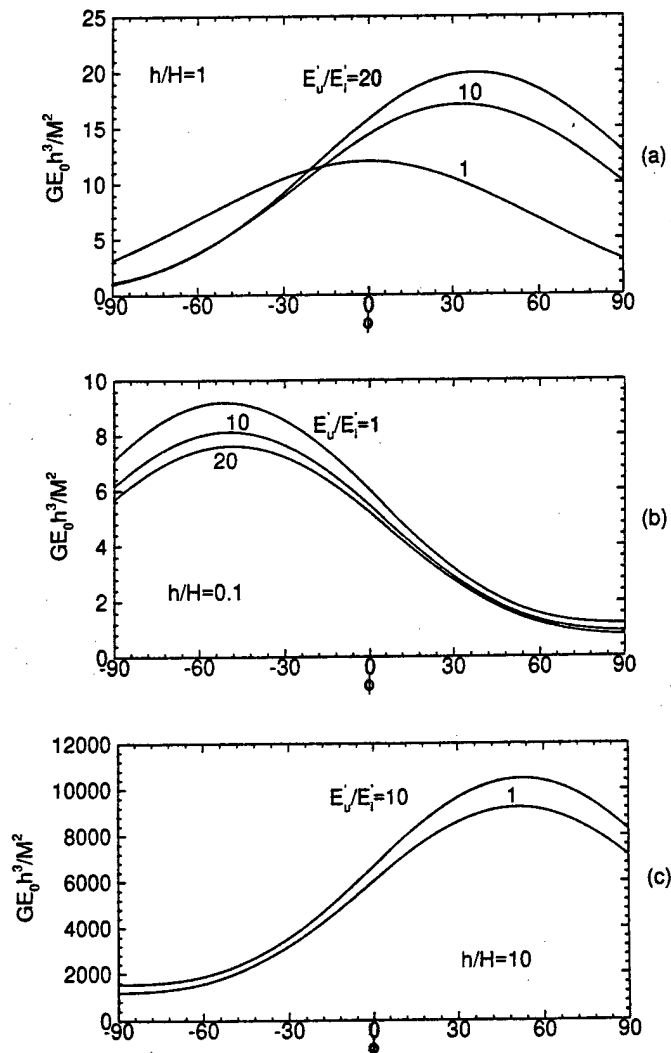 25
20
15
10
5
0
GE₀h³/M²
h/H=1
E'ᵤ/E'ₗ=20
10
1
-90 -60 -30 0 30 60 90
ϕ
(a)
10
8
6
4
2
0
GE₀h³/M²
E'ᵤ/E'ₗ=1
10
20
h/H=0.1
-90 -60 -30 0 30 60 90
ϕ
(b)
12000
10000
8000
6000
4000
2000
0
GE₀h³/M²
E'ᵤ/E'ₗ=10
1
h/H=10
-90 -60 -30 0 30 60 90
ϕ
(c)